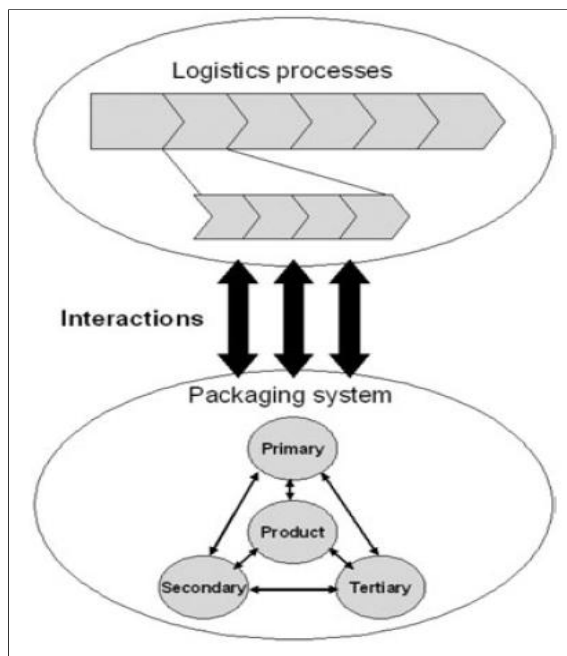 Logistics processes
Interactions
Packaging system
Primary
Product
Secondary
Tertiary